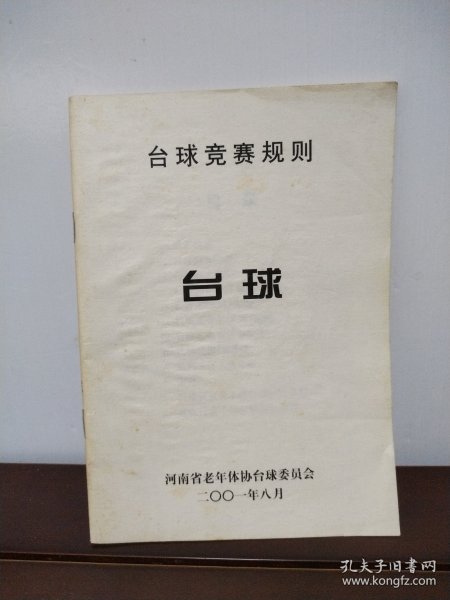 台球竞赛规则
台球
河南省老年体协台球委员会
二〇〇一年八月
孔夫子旧书网
www.kongfz.com